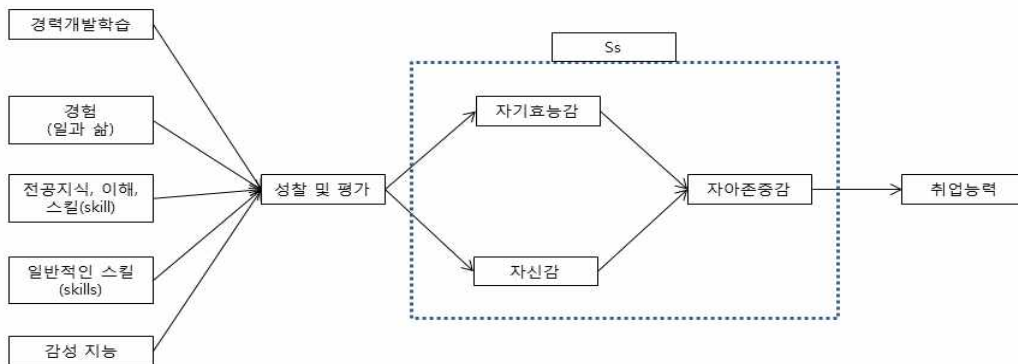 경력개발학습
Ss
경험
(일과 삶)
자기효능감
전공지식, 이해,
스킬(skill)
성찰 및 평가
자아존중감
취업능력
일반적인 스킬
(skills)
자신감
감성 지능